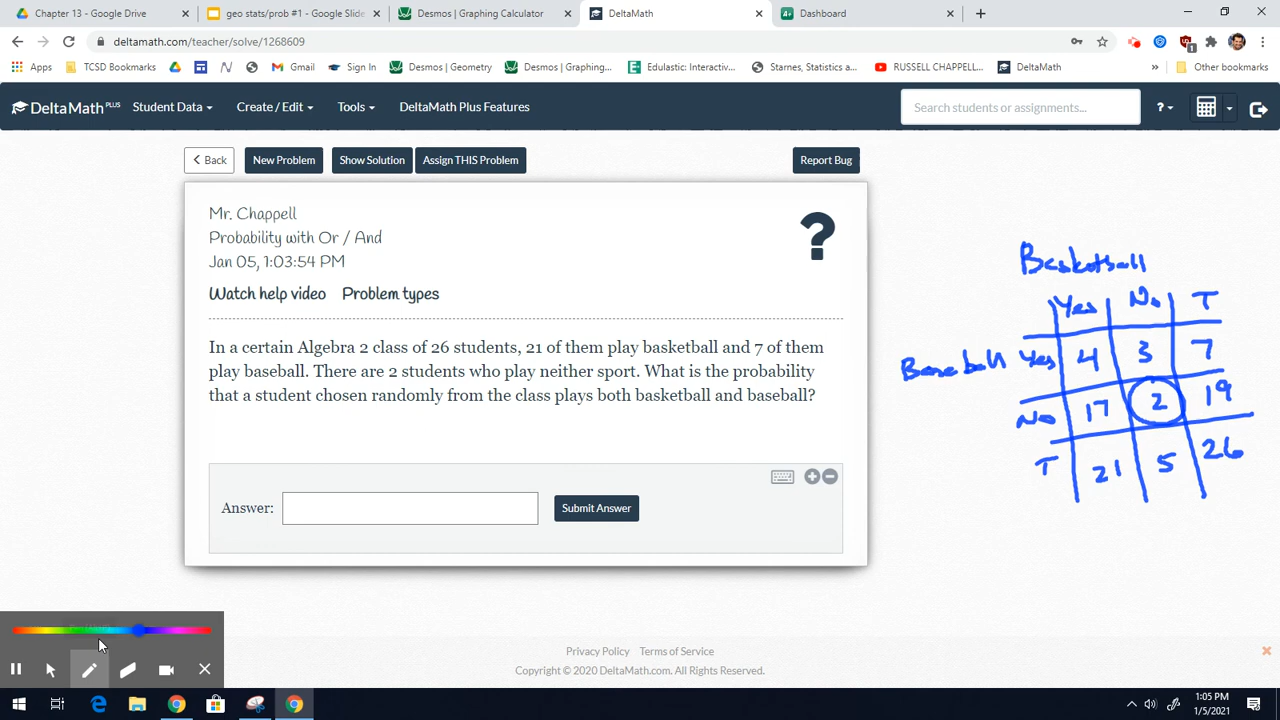 Chapter 13 - Google Drive
geo stats/prob #1 - Google Slide
Desmos | Graphing Calculator
DeltaMath
Dashboard
deltamath.com/teacher/solve/1268609
Apps
TCSD Bookmarks
Gmail
Sign In
Desmos | Geometry
Desmos | Graphing...
Edulastic: Interactiv...
Starnes, Statistics a...
RUSSELL CHAPPELL...
DeltaMath
»
Other bookmarks
DeltaMath PLUS
Student Data
Create / Edit
Tools
DeltaMath Plus Features
Search students or assignments...
?
Back
New Problem
Show Solution
Assign THIS Problem
Report Bug
Mr. Chappell
Probability with Or / And
Jan 05, 1:03:54 PM
?
Watch help video Problem types
In a certain Algebra 2 class of 26 students, 21 of them play basketball and 7 of them
play baseball. There are 2 students who play neither sport. What is the probability
that a student chosen randomly from the class plays both basketball and baseball?
Answer:
Submit Answer
Basketball
Yes No T
Baseball Yes 4 3 7
No 17 2 19
T 21 5 26
Privacy Policy Terms of Service
Copyright © 2020 DeltaMath.com. All Rights Reserved.
1:05 PM
1/5/2021